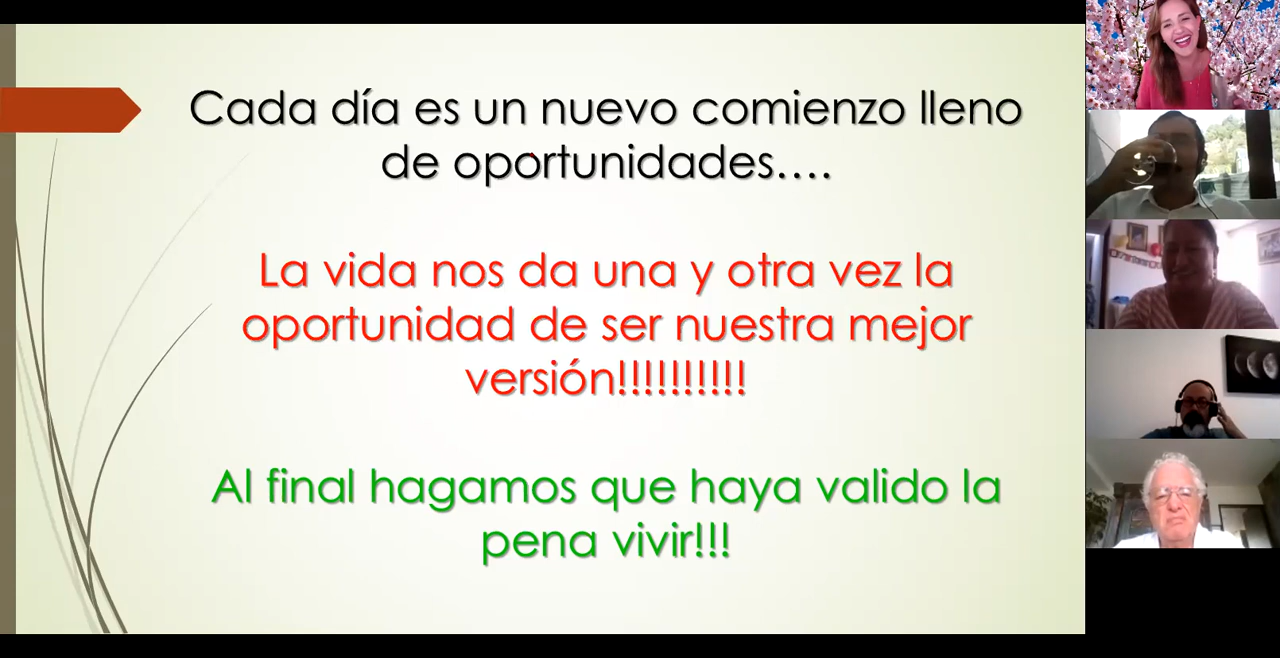 Cada día es un nuevo comienzo lleno
de oportunidades....
La vida nos da una y otra vez la
oportunidad de ser nuestra mejor
versión!!!!!!!!!!
Al final hagamos que haya valido la
pena vivir!!!